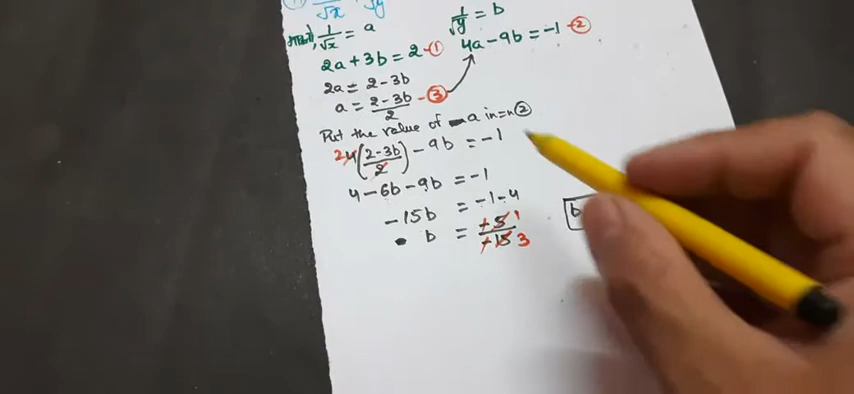 √x √y
1/√x = a 1/√y = b
2a + 3b = 2 - ① 4a - 9b = -1 - ②
2a = 2 - 3b
a = (2 - 3b)/2 - ③
Put the value of a in =n ②
2 4((2 - 3b)/2) - 9b = -1
4 - 6b - 9b = -1
-15b = -1 - 4
b = -5/-15 1 3
b